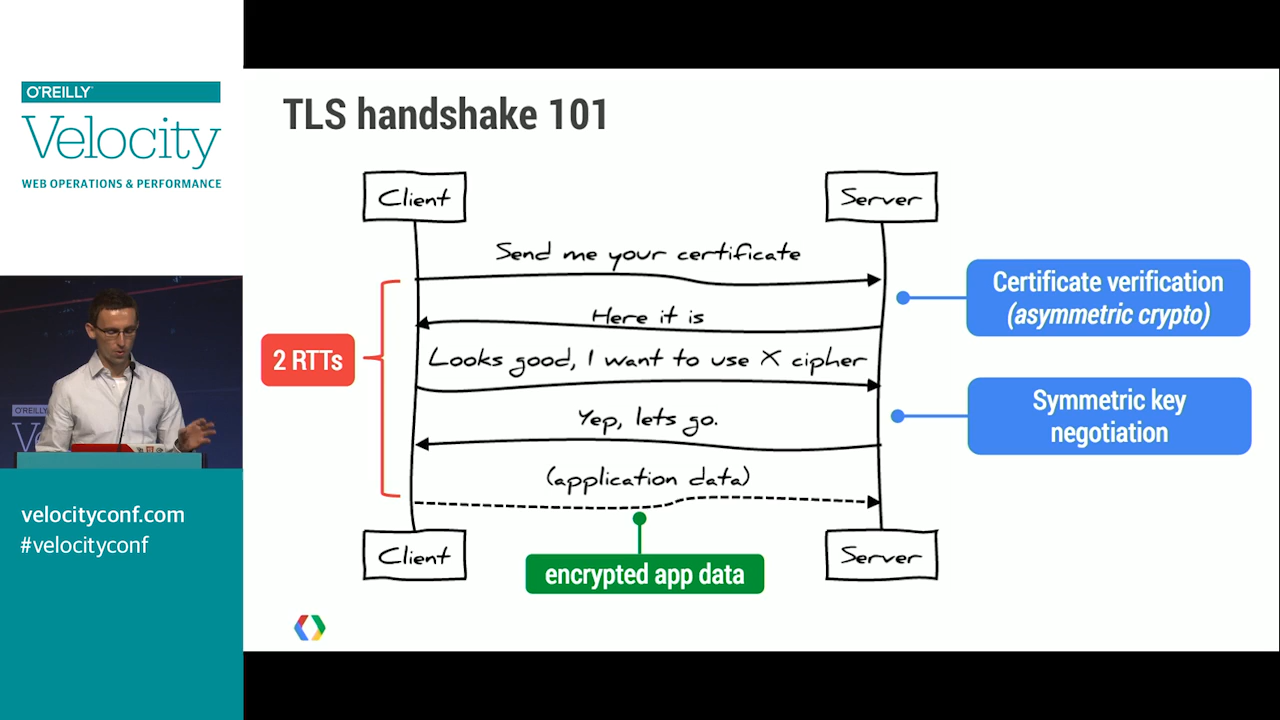 O'REILLY
Velocity
WEB OPERATIONS & PERFORMANCE
O'REILLY
velocityconf.com
#velocityconf
TLS handshake 101
Client
Server
Send me your certificate
Here it is
Looks good, I want to use X cipher
Yep, lets go.
(application data)
Client
Server
2 RTTs
Certificate verification
(asymmetric crypto)
Symmetric key
negotiation
encrypted app data